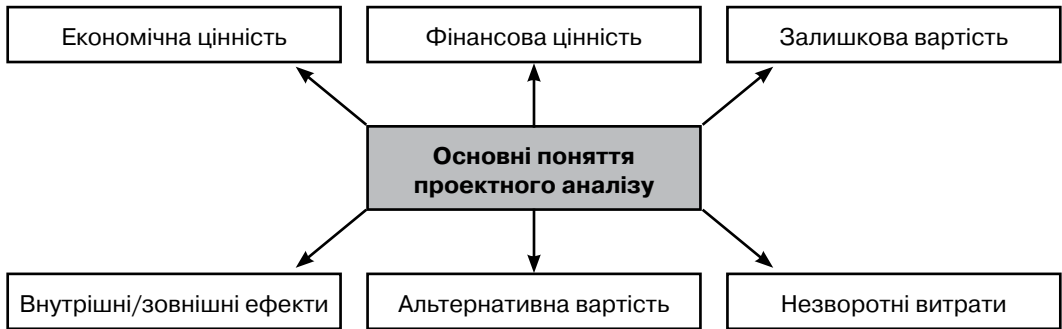 Економічна цінність
Фінансова цінність
Залишкова вартість
Основні поняття
проектного аналізу
Внутрішні/зовнішні ефекти
Альтернативна вартість
Незворотні витрати